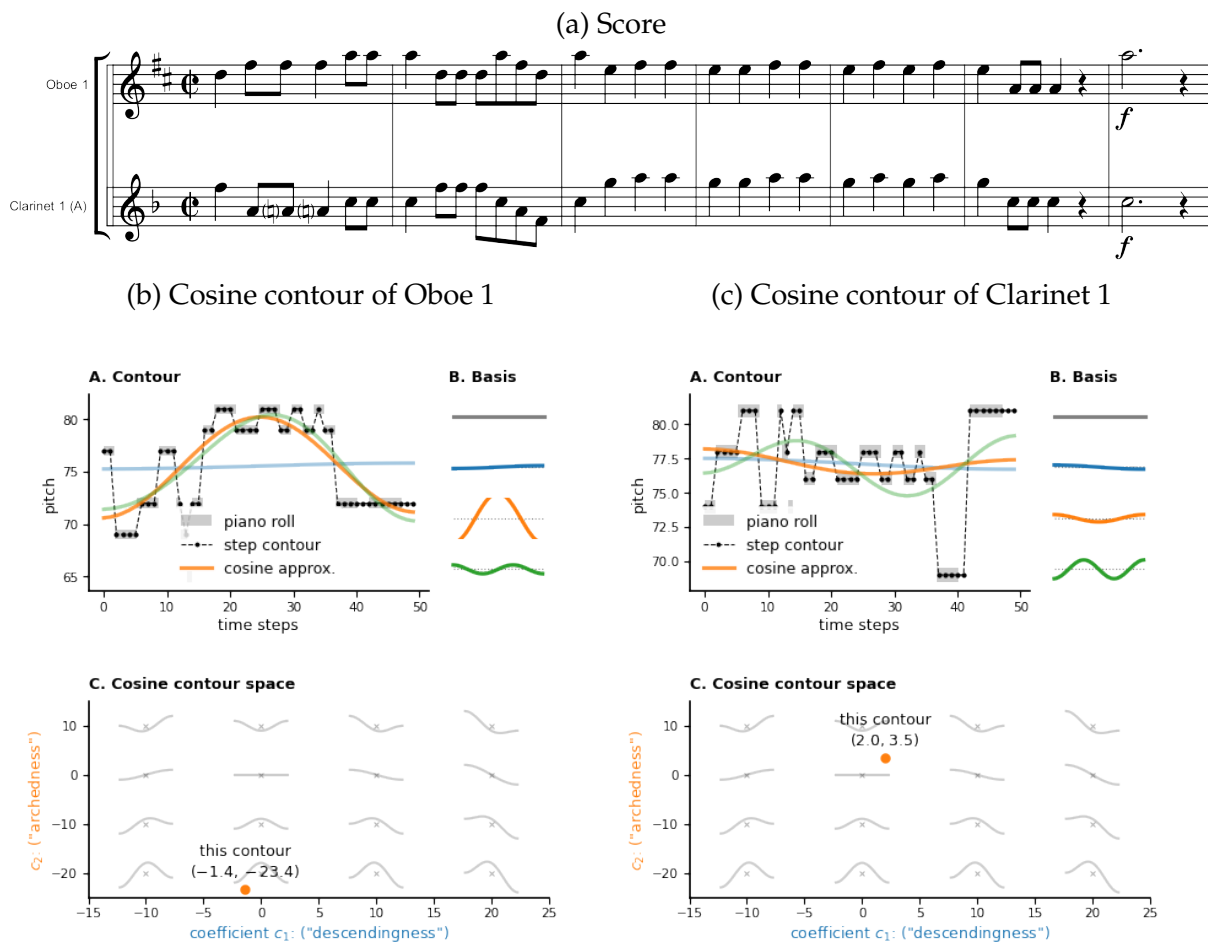 (a) Score
Oboe 1
Clarinet 1 (A)
(♮) (♮)
f
f
(b) Cosine contour of Oboe 1
A. Contour
B. Basis
pitch
80
75
70
65
piano roll
step contour
cosine approx.
0 10 20 30 40 50
time steps
C. Cosine contour space
c₂: ("archedness")
10
0
−10
−20
this contour
(−1.4, −23.4)
−15 −10 −5 0 5 10 15 20 25
coefficient c₁: ("descendingness")
(c) Cosine contour of Clarinet 1
A. Contour
B. Basis
pitch
80.0
77.5
75.0
72.5
70.0
piano roll
step contour
cosine approx.
0 10 20 30 40 50
time steps
C. Cosine contour space
c₂: ("archedness")
10
0
−10
−20
this contour
(2.0, 3.5)
−15 −10 −5 0 5 10 15 20 25
coefficient c₁: ("descendingness")